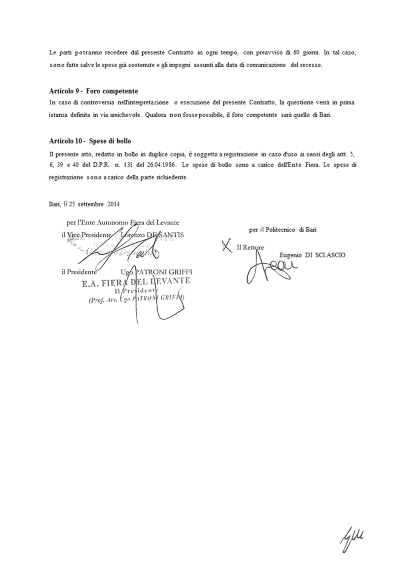 Le parti potranno recedere dal presente Contratto in ogni tempo, con preavviso di 60 giorni. In tal caso,
sono fatte salve le spese già sostenute e gli impegni assunti alla data di comunicazione del recesso.
Articolo 9 - Foro competente
In caso di controversia nell'interpretazione o esecuzione del presente Contratto, la questione verrà in prima
istanza definita in via amichevole. Qualora non fosse possibile, il foro competente sarà quello di Bari.
Articolo 10 - Spese di bollo
Il presente atto, redatto in bollo in duplice copia, è soggetto a registrazione in caso d'uso ai sensi degli artt. 5,
6, 39 e 40 del D.P.R. n. 131 del 26.04.1986. Le spese di bollo sono a carico dell'Ente Fiera. Le spese di
registrazione sono a carico della parte richiedente.
Bari, lì 25 settembre 2014
per l'Ente Autonomo Fiera del Levante
il Vice Presidente Lorenzo DE SANTIS
il Presidente Ugo PATRONI GRIFFI
E.A. FIERA DEL LEVANTE
Il Presidente
(Prof. Avv. Ugo PATRONI GRIFFI)
per il Politecnico di Bari
X Il Rettore
Eugenio DI SCIASCIO